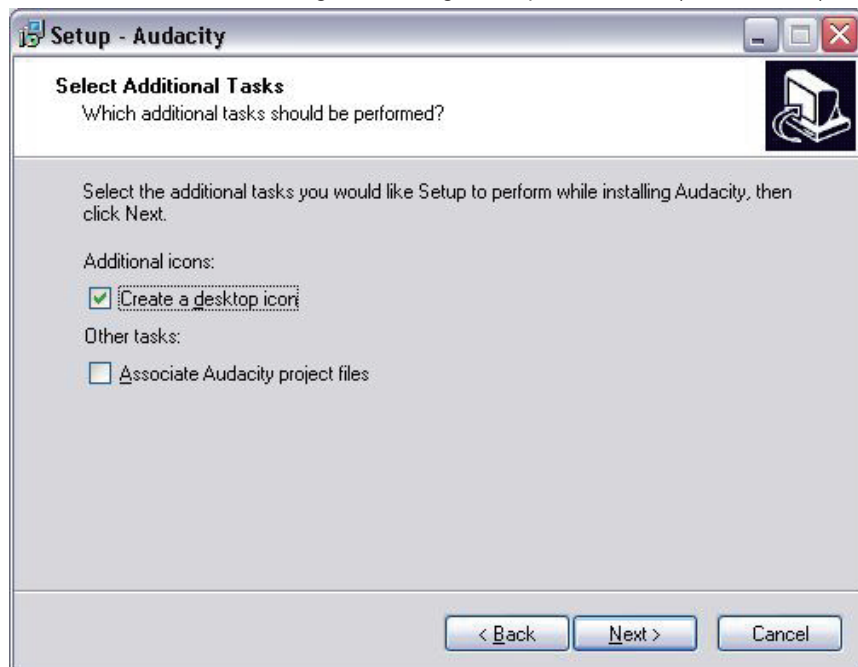 Setup - Audacity
Select Additional Tasks
Which additional tasks should be performed?
Select the additional tasks you would like Setup to perform while installing Audacity, then
click Next.
Additional icons:
Create a desktop icon
Other tasks:
Associate Audacity project files
< Back Next > Cancel